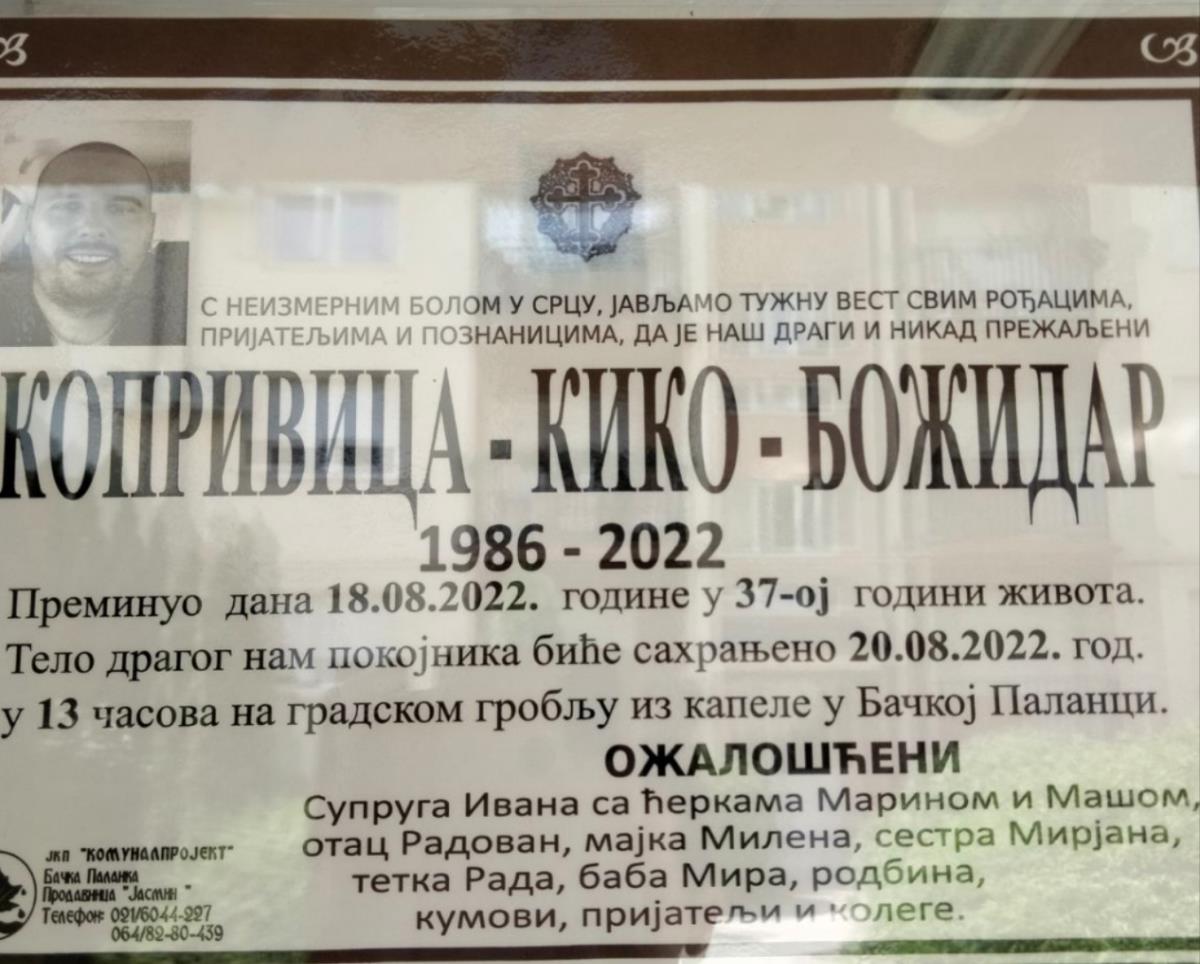 С НЕИЗМЕРНИМ БОЛОМ У СРЦУ, ЈАВЉАМО ТУЖНУ ВЕСТ СВИМ РОЂАЦИМА,
ПРИЈАТЕЉИМА И ПОЗНАНИЦИМА, ДА ЈЕ НАШ ДРАГИ И НИКАД ПРЕЖАЉЕНИ
КОПРИВИЦА - КИКО - БОЖИДАР
1986 - 2022
Преминуо дана 18.08.2022. године у 37-ој години живота.
Тело драгог нам покојника биће сахрањено 20.08.2022. год.
у 13 часова на градском гробљу из капеле у Бачкој Паланци.
ОЖАЛОШЋЕНИ
Супруга Ивана са ћеркама Марином и Машом,
отац Радован, мајка Милена, сестра Мирјана,
тетка Рада, баба Мира, родбина,
кумови, пријатељи и колеге.
ЈКП "КОМУНАЛПРОЈЕКТ"
Бачка Паланка
Продавница "Јасмин"
Телефон: 021/6044-227
064/82-80-439